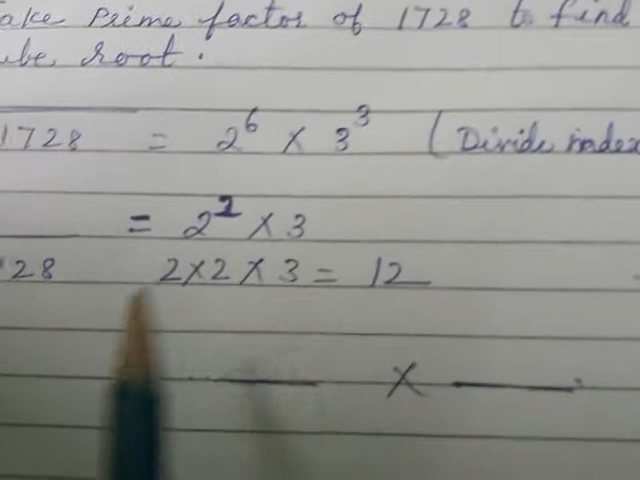 ake Prime factor of 1728 to find
ube root.
1728 = 2⁶ × 3³ (Divide index
= 2² × 3
28 2×2×3 = 12
×